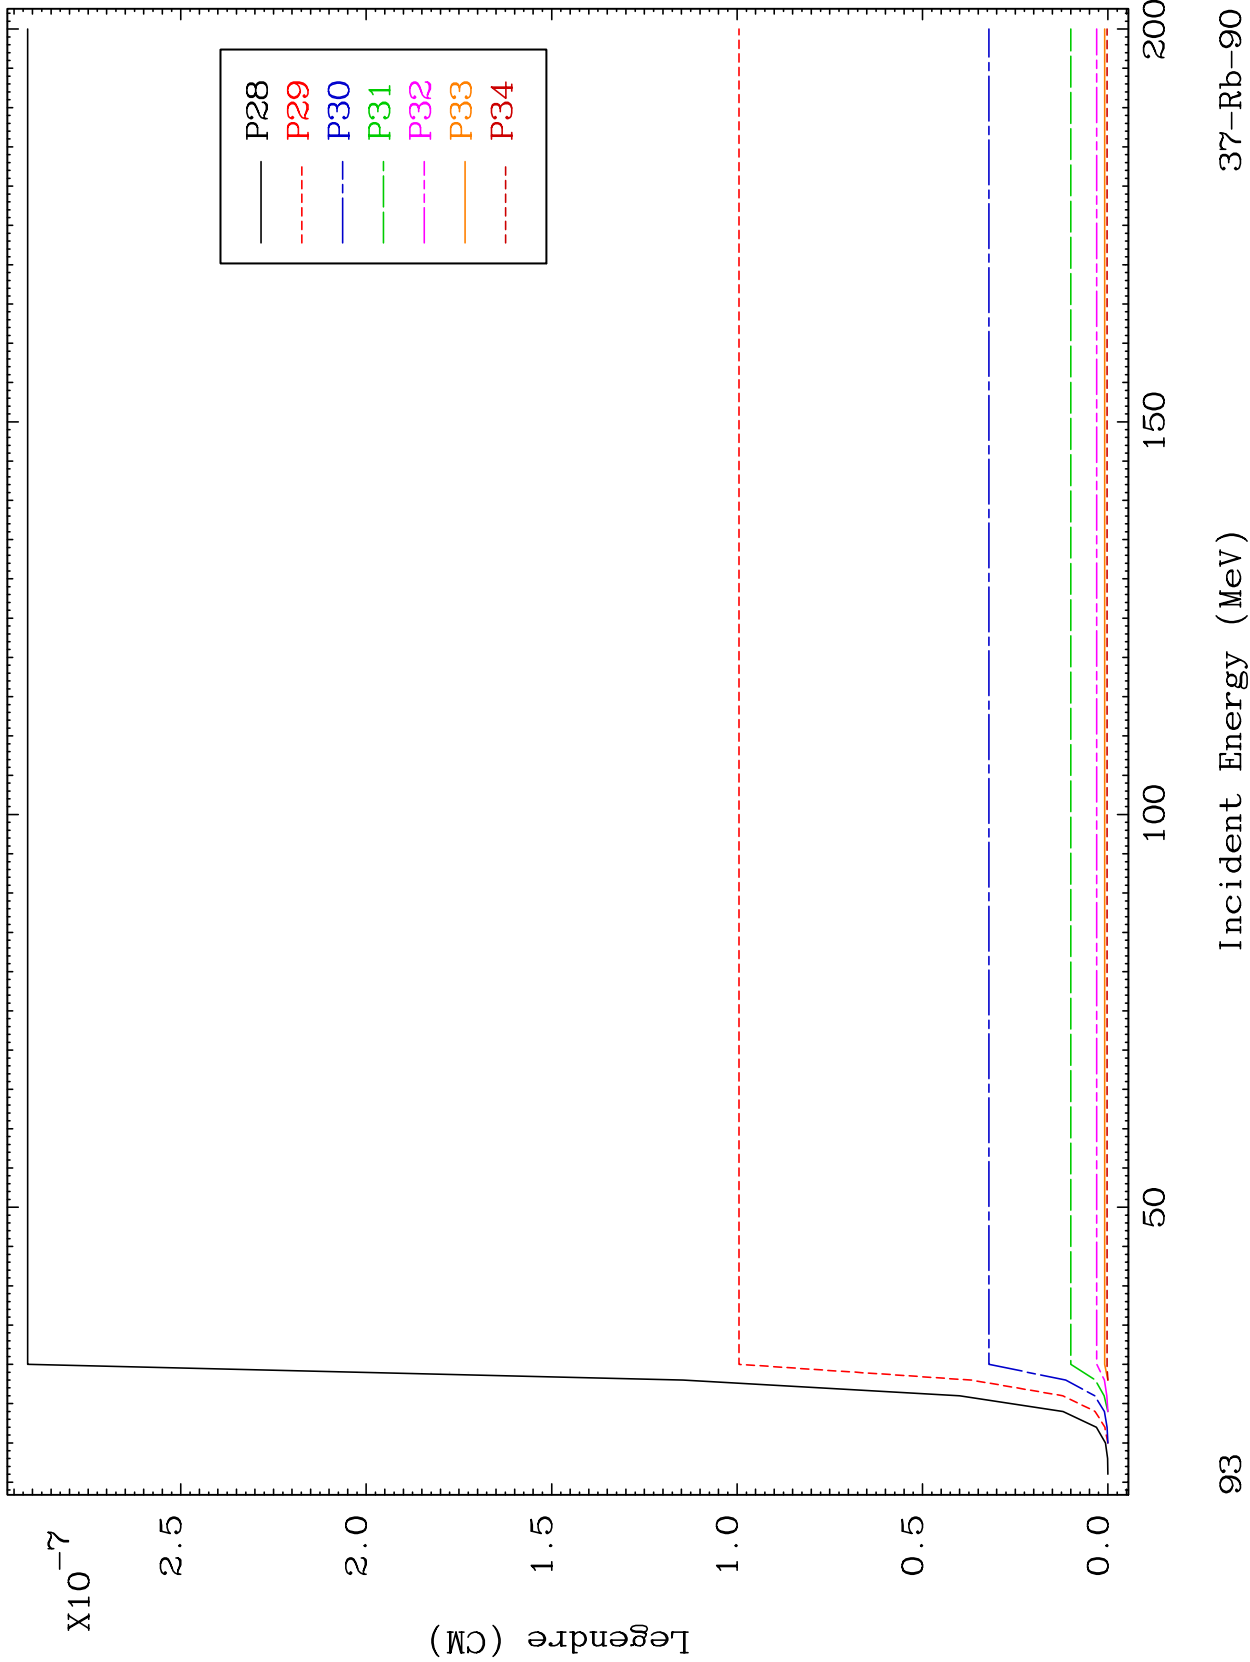 X10-7
2.5
2.0
1.5
1.0
0.5
0.0
Legendre (CM)
P28
P29
P30
P31
P32
P33
P34
50
100
150
200
Incident Energy (MeV)
93
37-Rb-90